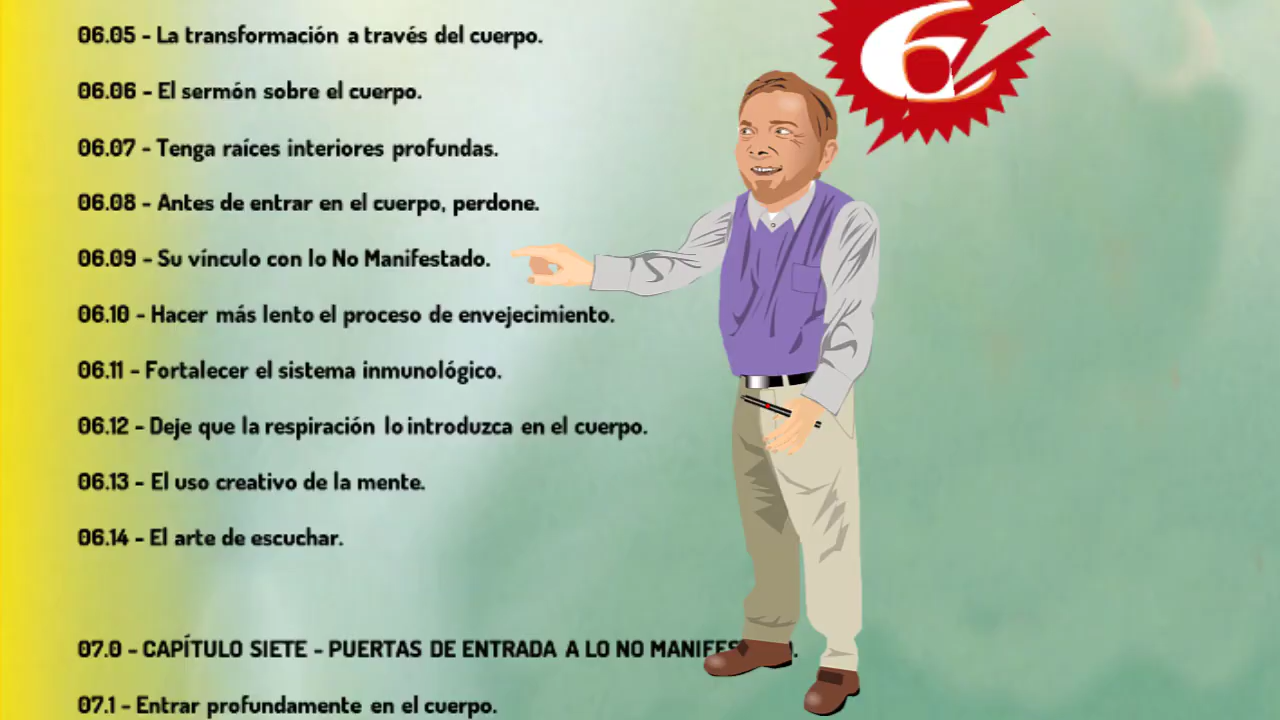 06.05 - La transformación a través del cuerpo.
06.06 - El sermón sobre el cuerpo.
06.07 - Tenga raíces interiores profundas.
06.08 - Antes de entrar en el cuerpo, perdone.
06.09 - Su vínculo con lo No Manifestado.
06.10 - Hacer más lento el proceso de envejecimiento.
06.11 - Fortalecer el sistema inmunológico.
06.12 - Deje que la respiración lo introduzca en el cuerpo.
06.13 - El uso creativo de la mente.
06.14 - El arte de escuchar.
07.0 - CAPÍTULO SIETE - PUERTAS DE ENTRADA A LO NO
07.1 - Entrar profundamente en el cuerpo.